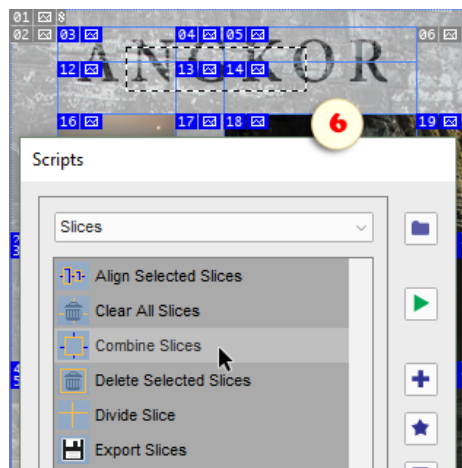 01
02 03 04 05 06
ANGKOR
12 13 14
16 17 18 19
6
Scripts
Slices
Align Selected Slices
Clear All Slices
Combine Slices
Delete Selected Slices
Divide Slice
Export Slices